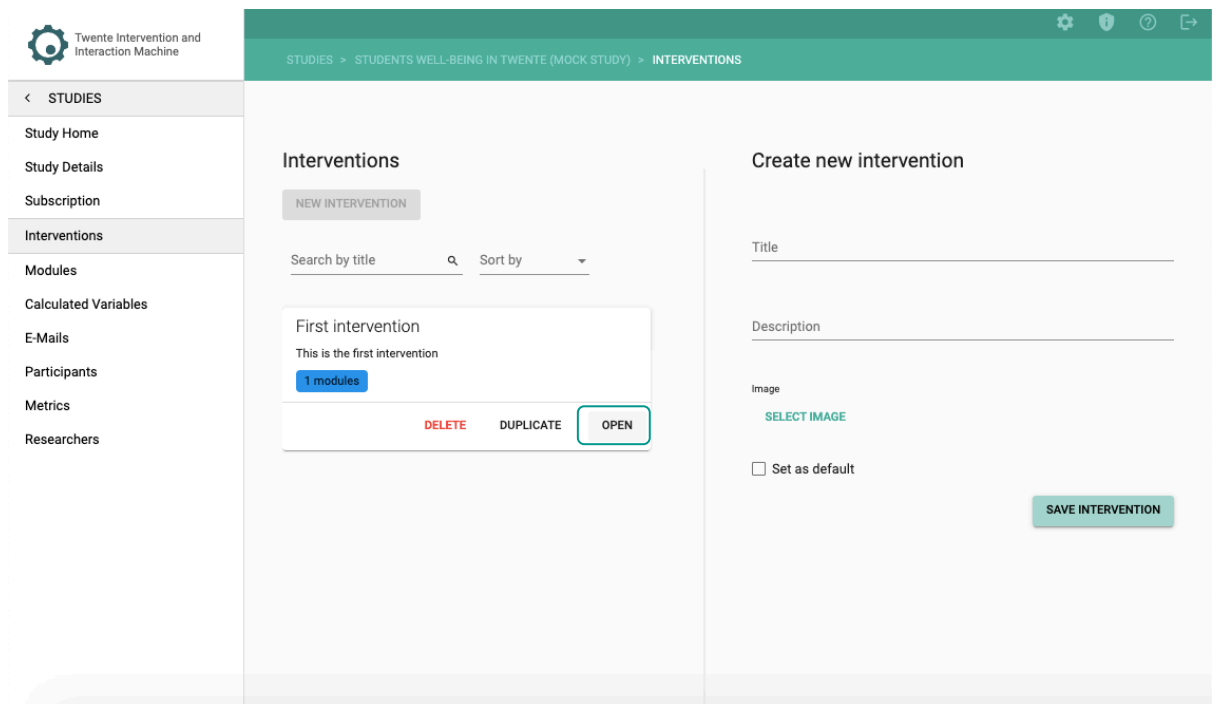 Twente Intervention and
Interaction Machine
STUDIES > STUDENTS WELL-BEING IN TWENTE (MOCK STUDY) > INTERVENTIONS
< STUDIES
Study Home
Study Details
Subscription
Interventions
Modules
Calculated Variables
E-Mails
Participants
Metrics
Researchers
Interventions
NEW INTERVENTION
Search by title
Sort by
First intervention
This is the first intervention
1 modules
DELETE DUPLICATE OPEN
Create new intervention
Title
Description
Image
SELECT IMAGE
Set as default
SAVE INTERVENTION